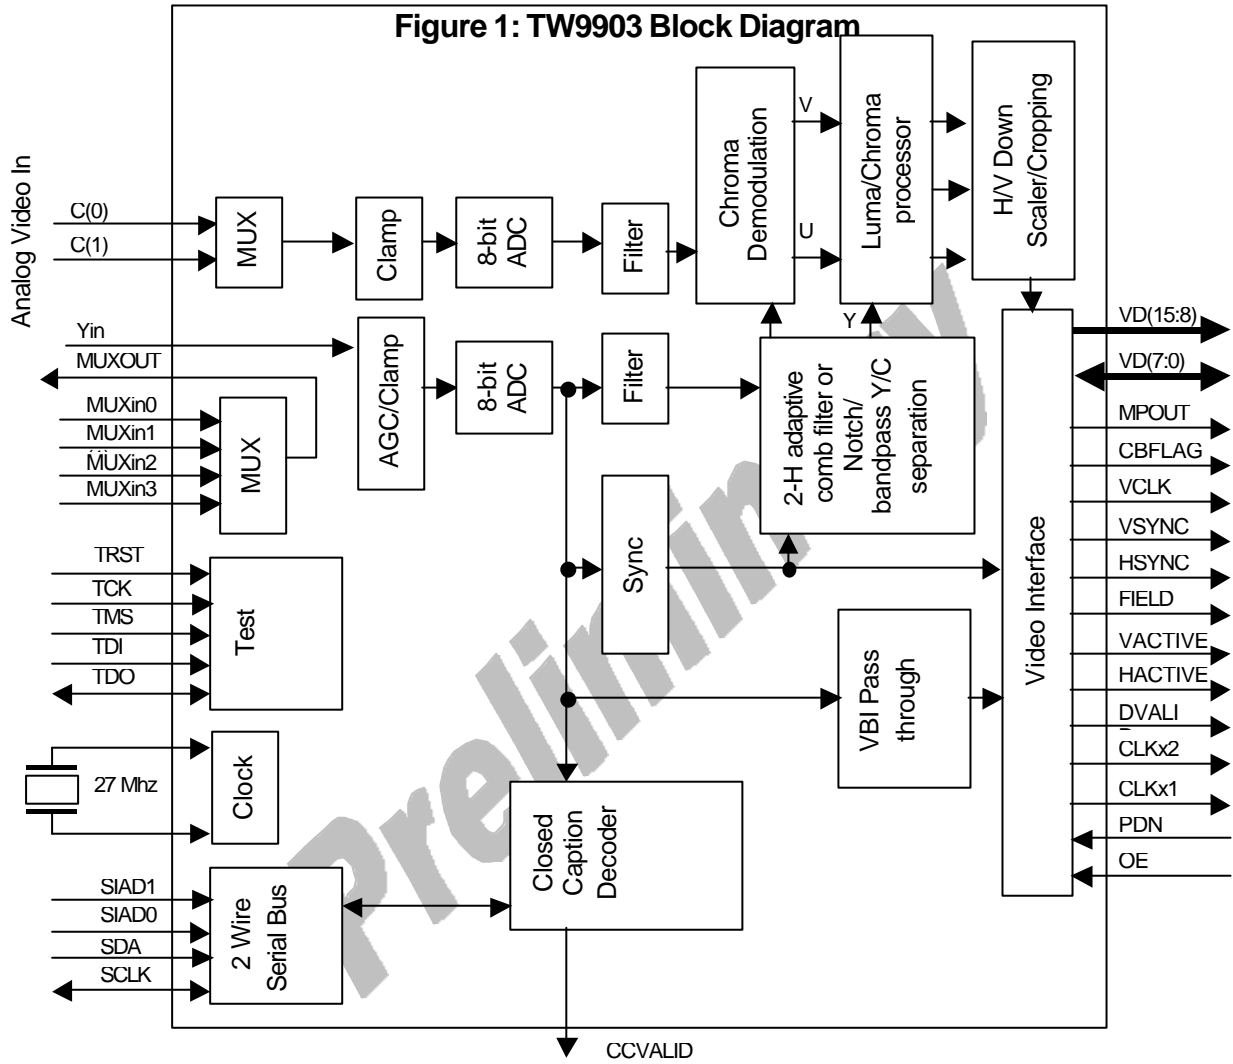 Figure 1: TW9903 Block Diagram
Analog Video In
C(0)
C(1)
MUX
Clamp
8-bit
ADC
Filter
Chroma
Demodulation
V
U
Luma/Chroma
processor
H/V Down
Scaler/Cropping
Yin
MUXOUT
MUXin0
MUXin1
MUXin2
MUXin3
MUX
AGC/Clamp
8-bit
ADC
Filter
Y
2-H adaptive
comb filter or
Notch/
bandpass Y/C
separation
Sync
TRST
TCK
TMS
TDI
TDO
Test
27 Mhz
Clock
VBI Pass
through
Closed
Caption
Decoder
SIAD1
SIAD0
SDA
SCLK
2 Wire
Serial Bus
CCVALID
Video Interface
VD(15:8)
VD(7:0)
MPOUT
CBFLAG
VCLK
VSYNC
HSYNC
FIELD
VACTIVE
HACTIVE
DVALI
CLKx2
CLKx1
PDN
OE